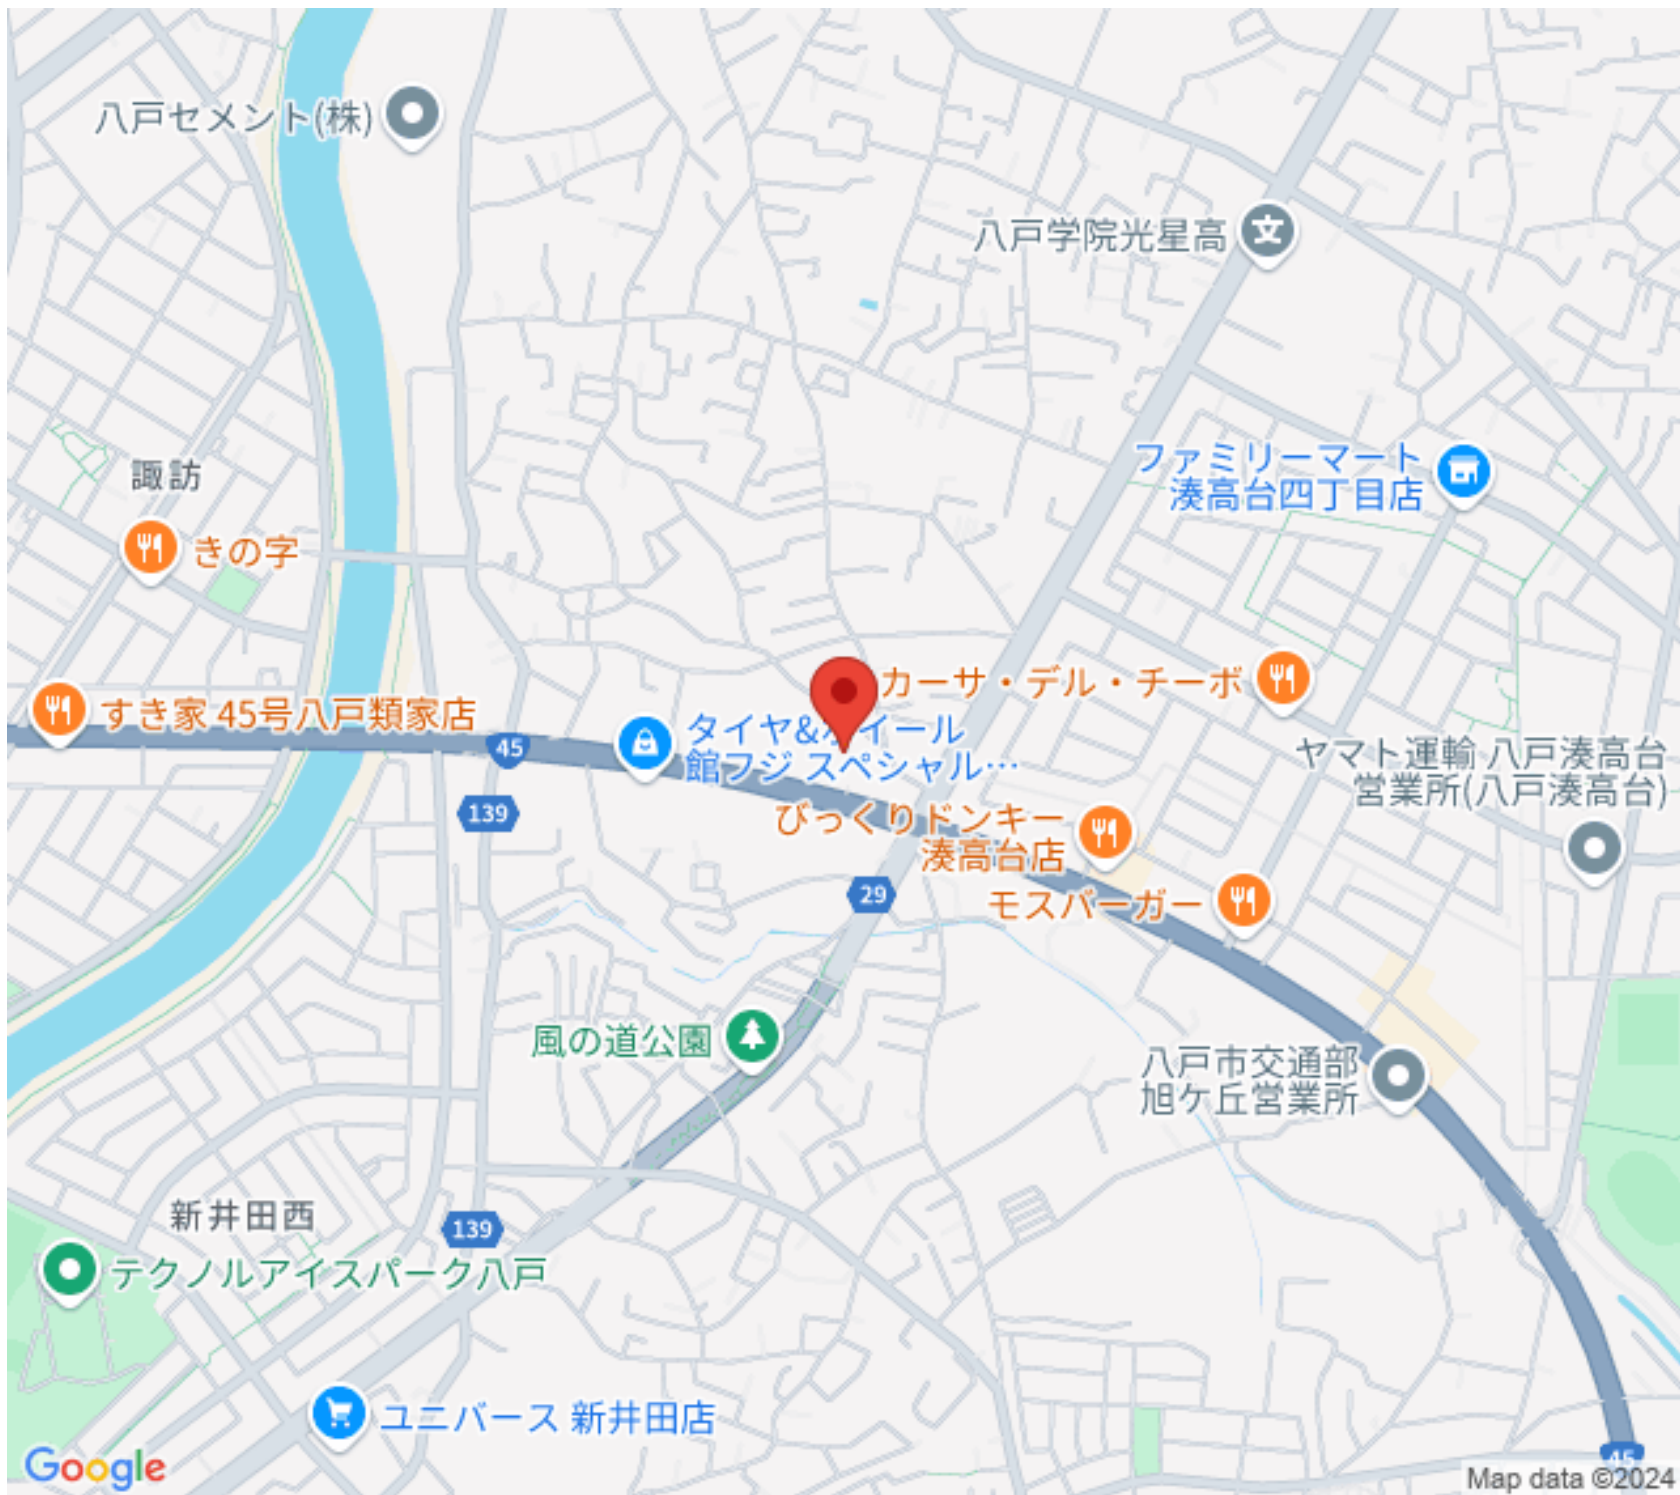 八戸セメント(株)
文
八戸学院光星高
ファミリーマート
湊高台四丁目店
諏訪
きの字
カーサ・デル・チーボ
すき家 45号八戸類家店
45
タイヤ&ホイール
館フジ スペシャル…
ヤマト運輸 八戸湊高台
営業所(八戸湊高台)
139
びっくりドンキー
湊高台店
29
モスバーガー
風の道公園
八戸市交通部
旭ケ丘営業所
新井田西
139
テクノルアイスパーク八戸
ユニバース 新井田店
45
Google
Map data ©2024